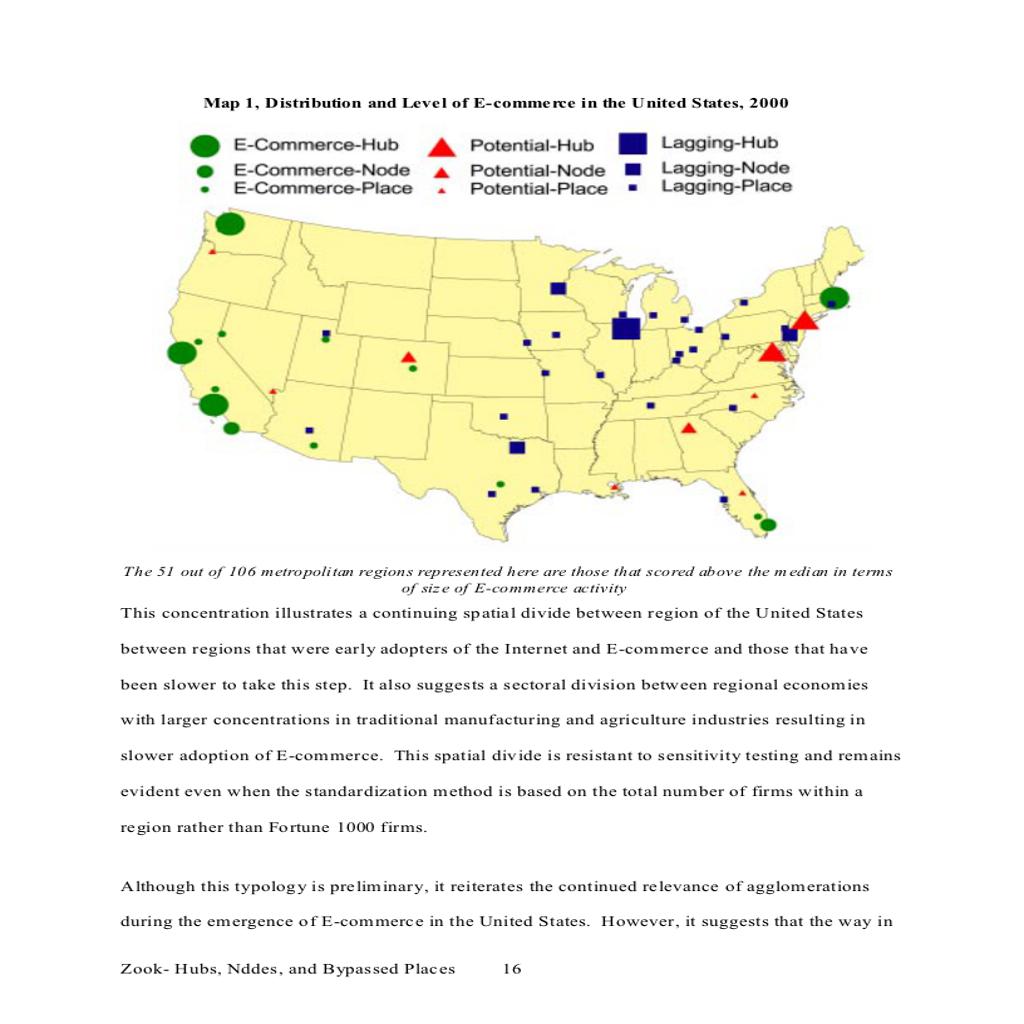 Map 1, Distribution and Level of E-commerce in the United States, 2000
E-Commerce-Hub Potential-Hub Lagging-Hub
E-Commerce-Node Potential-Node Lagging-Node
E-Commerce-Place Potential-Place Lagging-Place
The 51 out of 106 metropolitan regions represented here are those that scored above the median in terms
of size of E-commerce activity
This concentration illustrates a continuing spatial divide between region of the United States
between regions that were early adopters of the Internet and E-commerce and those that have
been slower to take this step. It also suggests a sectoral division between regional economies
with larger concentrations in traditional manufacturing and agriculture industries resulting in
slower adoption of E-commerce. This spatial divide is resistant to sensitivity testing and remains
evident even when the standardization method is based on the total number of firms within a
region rather than Fortune 1000 firms.
Although this typology is preliminary, it reiterates the continued relevance of agglomerations
during the emergence of E-commerce in the United States. However, it suggests that the way in
Zook- Hubs, Nddes, and Bypassed Places 16